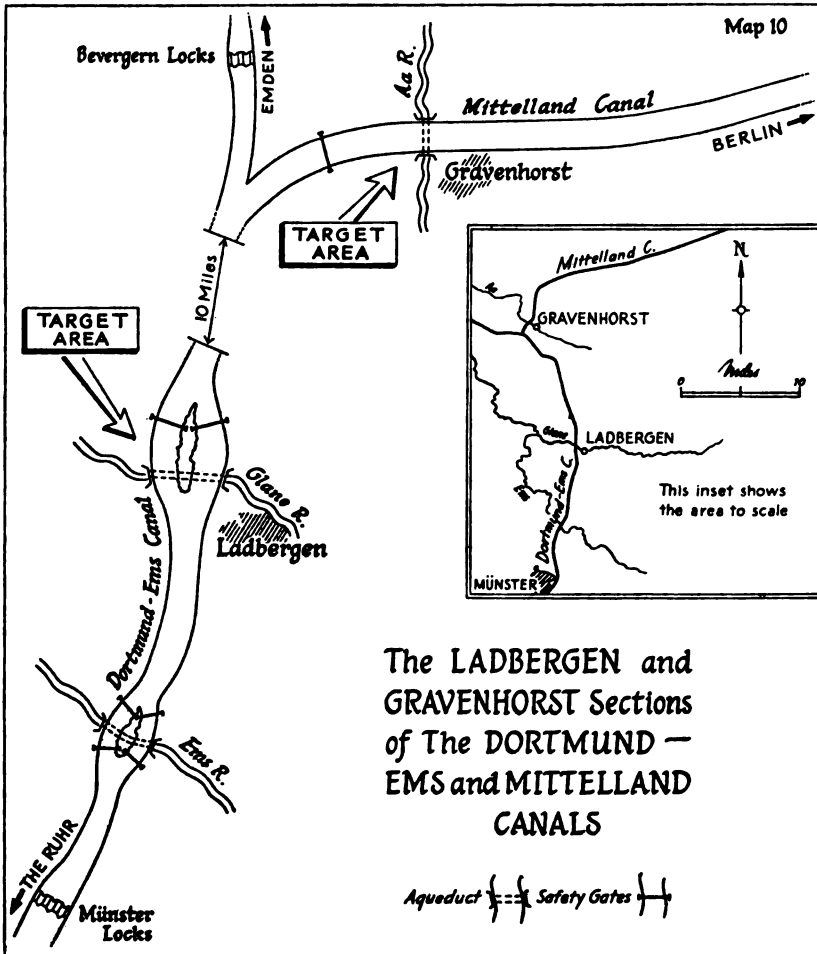 Map 10
Bevergern Locks
EMDEN
Aa R.
Mittelland Canal
BERLIN
Gravenhorst
TARGET
AREA
10 Miles
TARGET
AREA
Glane R.
Ladbergen
Dortmund - Ems Canal
Ems R.
THE RUHR
Münster
Locks
Mittelland C.
N
Aa
GRAVENHORST
Miles
0 10
Glane
LADBERGEN
Ems
Dortmund-Ems C.
MÜNSTER
This inset shows
the area to scale
The LADBERGEN and
GRAVENHORST Sections
of The DORTMUND —
EMS and MITTELLAND
CANALS
Aqueduct
Safety Gates